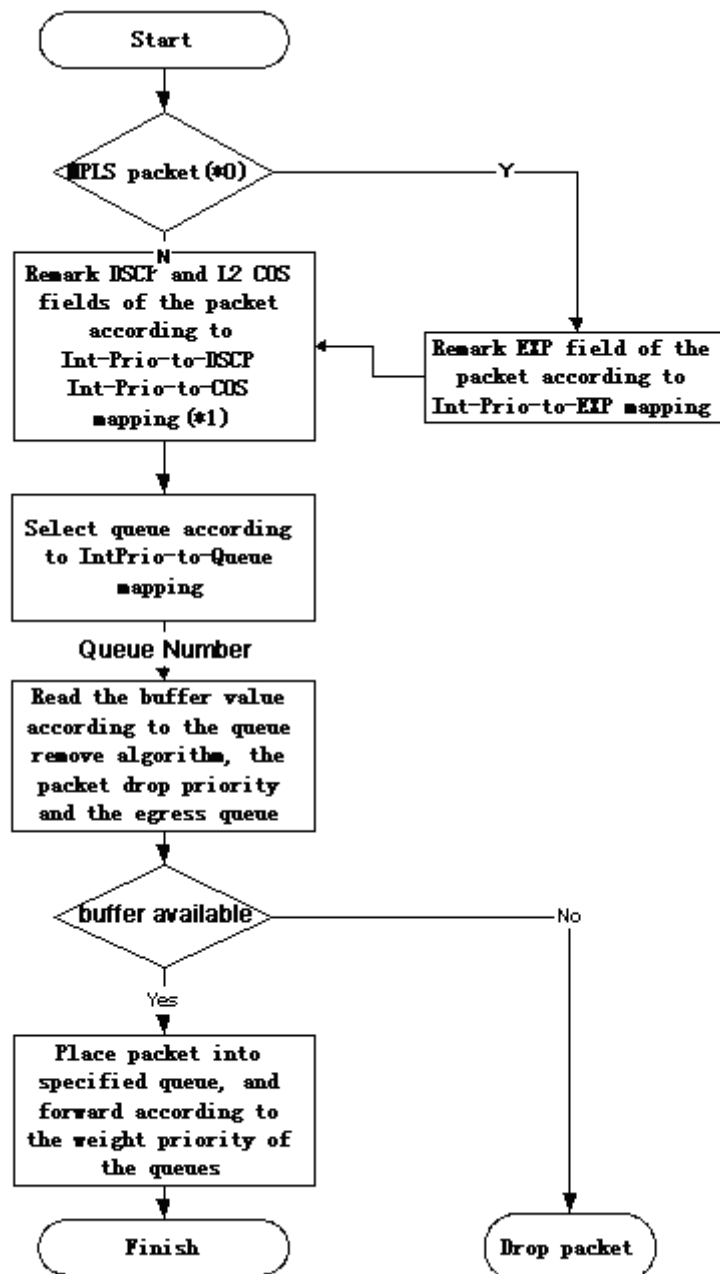 Start
MPLS packet(*0)
Y
N
Remark DSCP and L2 COS
fields of the packet
according to
Int-Prio-to-DSCP
Int-Prio-to-COS
mapping(*1)
Remark EXP field of the
packet according to
Int-Prio-to-EXP mapping
Select queue according
to IntPrio-to-Queue
mapping
Queue Number
Read the buffer value
according to the queue
remove algorithm, the
packet drop priority
and the egress queue
buffer available
No
Yes
Place packet into
specified queue, and
forward according to
the weight priority of
the queues
Finish
Drop packet